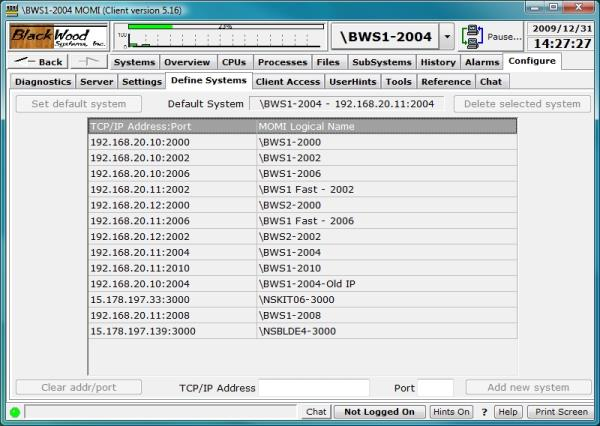 \BWS1-2004 MOMI (Client version 5.16)
BlackWood
Systems, Inc.
23%
100
0
\BWS1-2004
Pause...
2009/12/31
14:27:27
Back
Systems Overview CPUs Processes Files SubSystems History Alarms Configure
Diagnostics Server Settings Define Systems Client Access UserHints Tools Reference Chat
Set default system Default System \BWS1-2004 - 192.168.20.11:2004 Delete selected system
TCP/IP Address:Port MOMI Logical Name
192.168.20.10:2000 \BWS1-2000
192.168.20.10:2002 \BWS1-2002
192.168.20.10:2006 \BWS1-2006
192.168.20.11:2002 \BWS1 Fast - 2002
192.168.20.12:2000 \BWS2-2000
192.168.20.11:2006 \BWS1 Fast - 2006
192.168.20.12:2002 \BWS2-2002
192.168.20.11:2004 \BWS1-2004
192.168.20.11:2010 \BWS1-2010
192.168.20.10:2004 \BWS1-2004-Old IP
15.178.197.33:3000 \NSKIT06-3000
192.168.20.11:2008 \BWS1-2008
15.178.197.139:3000 \NSBLDE4-3000
Clear addr/port TCP/IP Address Port Add new system
Chat Not Logged On Hints On ? Help Print Screen